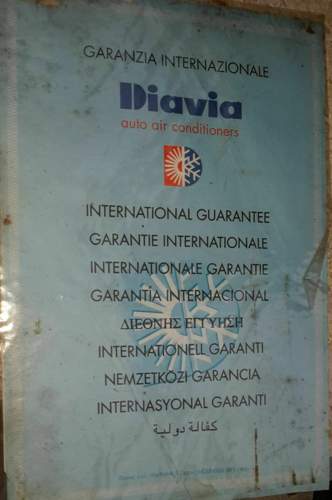 GARANZIA INTERNAZIONALE
Diavia
auto air conditioners
INTERNATIONAL GUARANTEE
GARANTIE INTERNATIONALE
INTERNATIONALE GARANTIE
GARANTÍA INTERNACIONAL
ΔΙΕΘΝΗΣ ΕΓΓΥΗΣΗ
INTERNATIONELL GARANTI
NEMZETKÖZI GARANCIA
INTERNASYONAL GARANTI
كفالة دولية